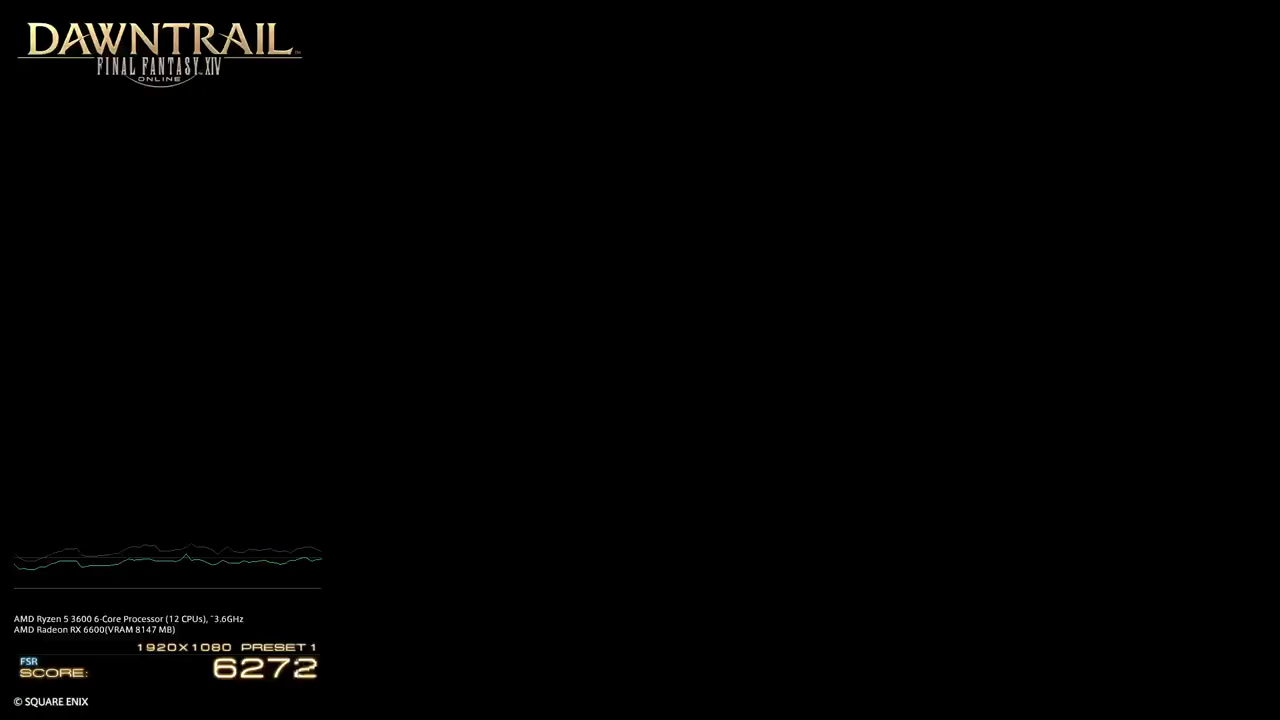 DAWNTRAIL™
FINAL FANTASY XIV
ONLINE
AMD Ryzen 5 3600 6-Core Processor (12 CPUs), ~3.6GHz
AMD Radeon RX 6600(VRAM 8147 MB)
1920X1080 PRESET 1
FSR
SCORE: 6272
© SQUARE ENIX